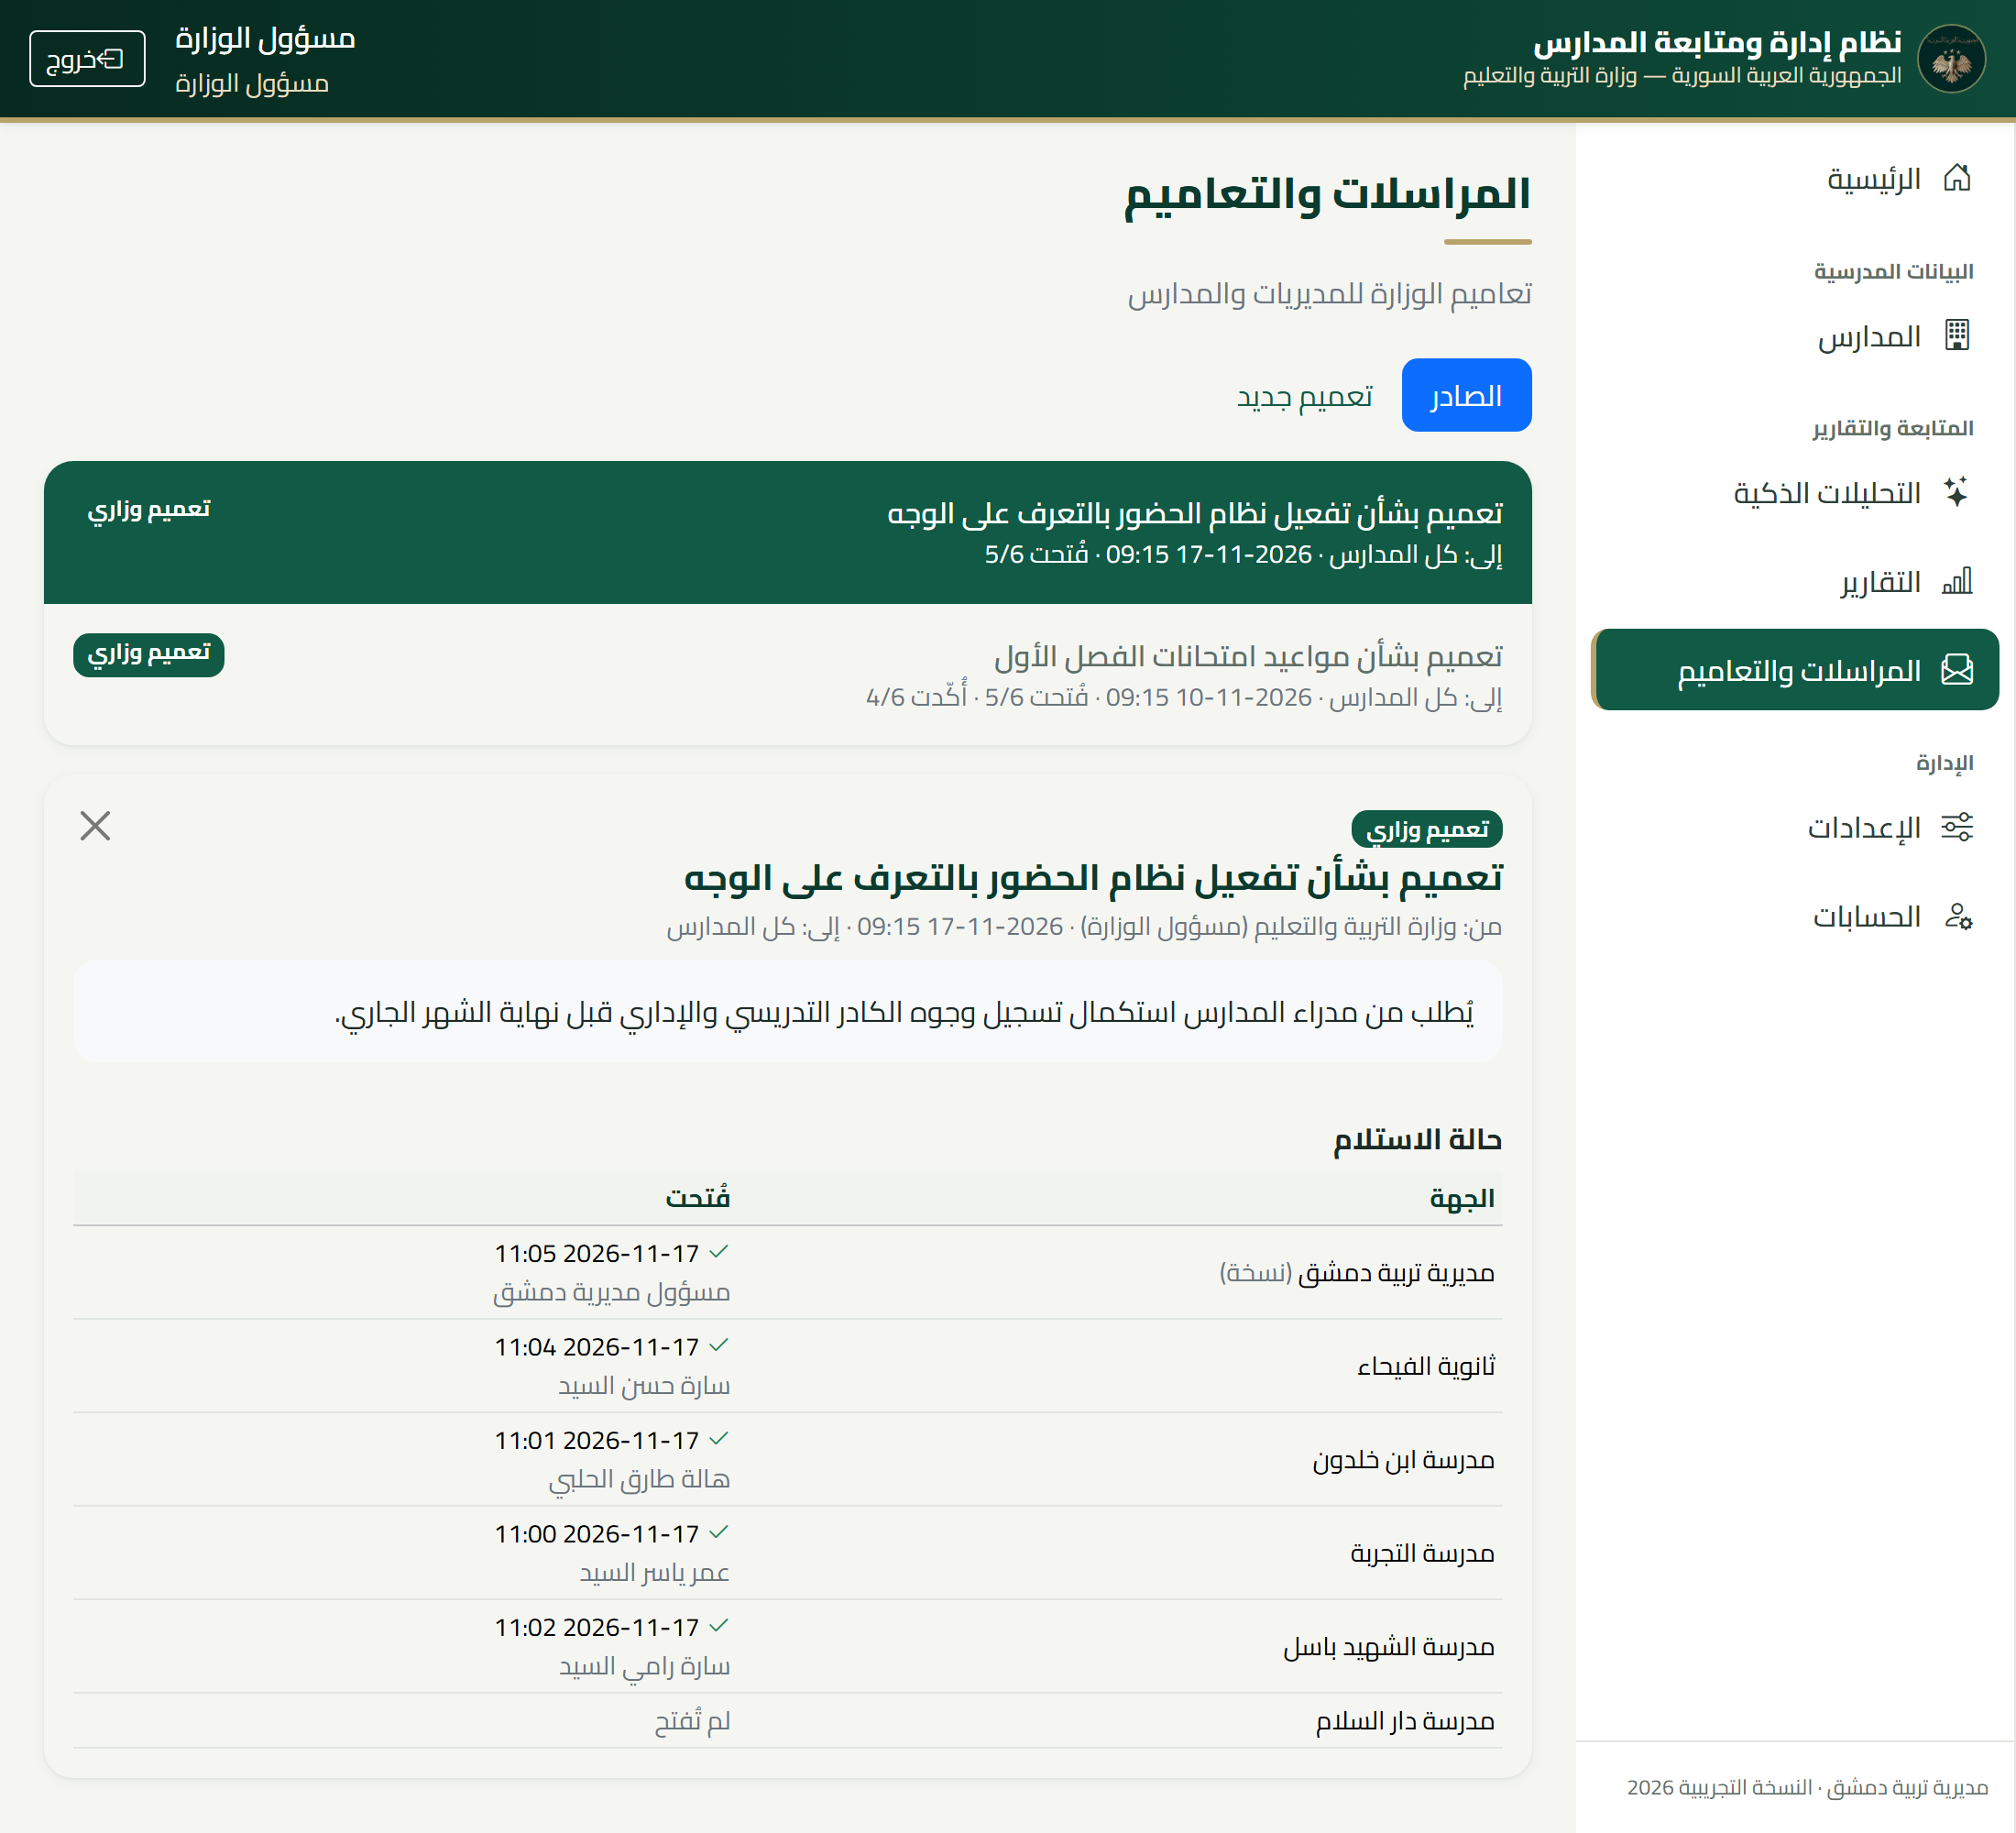 نظام إدارة ومتابعة المدارس
الجمهورية العربية السورية — وزارة التربية والتعليم
مسؤول الوزارة
مسؤول الوزارة
خروج
الرئيسية
البيانات المدرسية
المدارس
المتابعة والتقارير
التحليلات الذكية
التقارير
المراسلات والتعاميم
الإدارة
الإعدادات
الحسابات
مديرية تربية دمشق · النسخة التجريبية 2026
المراسلات والتعاميم
تعاميم الوزارة للمديريات والمدارس
الصادر
تعميم جديد
تعميم بشأن تفعيل نظام الحضور بالتعرف على الوجه
تعميم وزاري
إلى: كل المدارس · 2026-11-17 09:15 · فُتحت 5/6
تعميم بشأن مواعيد امتحانات الفصل الأول
تعميم وزاري
إلى: كل المدارس · 2026-11-10 09:15 · فُتحت 5/6 · أُكّدت 4/6
تعميم وزاري
تعميم بشأن تفعيل نظام الحضور بالتعرف على الوجه
من: وزارة التربية والتعليم (مسؤول الوزارة) · 2026-11-17 09:15 · إلى: كل المدارس
يُطلب من مدراء المدارس استكمال تسجيل وجوه الكادر التدريسي والإداري قبل نهاية الشهر الجاري.
حالة الاستلام
الجهة
فُتحت
مديرية تربية دمشق (نسخة)
2026-11-17 11:05
مسؤول مديرية دمشق
ثانوية الفيحاء
2026-11-17 11:04
سارة حسن السيد
مدرسة ابن خلدون
2026-11-17 11:01
هالة طارق الحلبي
مدرسة التجربة
2026-11-17 11:00
عمر ياسر السيد
مدرسة الشهيد باسل
2026-11-17 11:02
سارة رامي السيد
مدرسة دار السلام
لم تُفتح